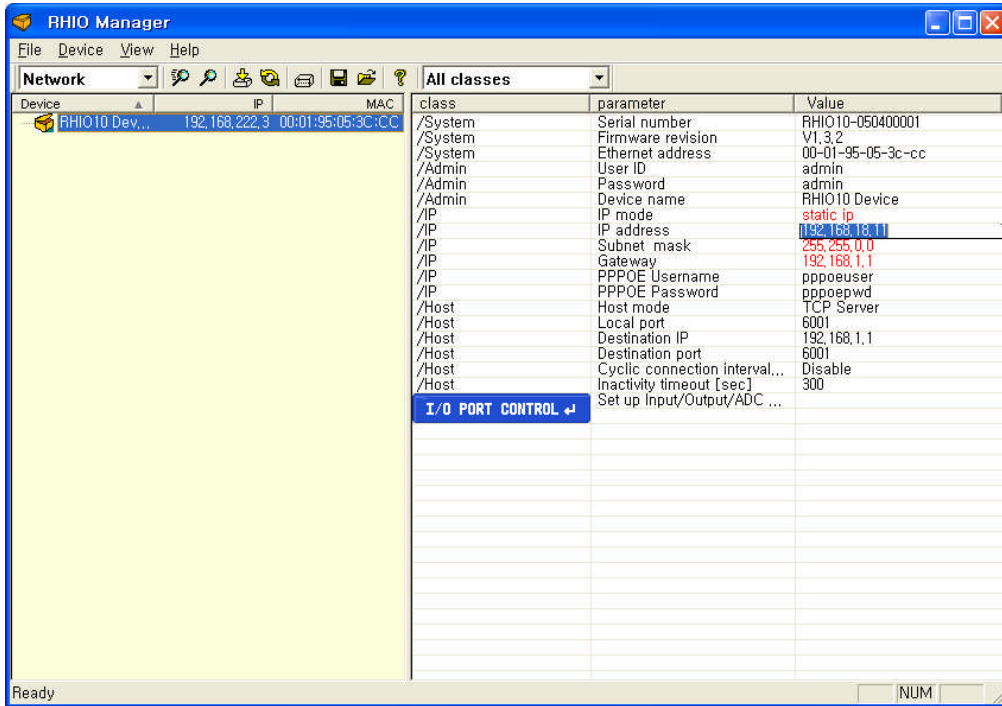 RHIO Manager
File Device View Help
Network All classes
Device IP MAC
RHIO10 Dev... 192.168.222.3 00:01:95:05:3C:CC
class parameter Value
/System Serial number RHIO10-050400001
/System Firmware revision V1.3.2
/System Ethernet address 00-01-95-05-3c-cc
/Admin User ID admin
/Admin Password admin
/Admin Device name RHIO10 Device
/IP IP mode static ip
/IP IP address 192.168.18.11
/IP Subnet mask 255.255.0.0
/IP Gateway 192.168.1.1
/IP PPPOE Username pppoeuser
/IP PPPOE Password pppoepwd
/Host Host mode TCP Server
/Host Local port 6001
/Host Destination IP 192.168.1.1
/Host Destination port 6001
/Host Cyclic connection interval... Disable
/Host Inactivity timeout [sec] 300
I/O PORT CONTROL ↵ Set up Input/Output/ADC ...
Ready NUM